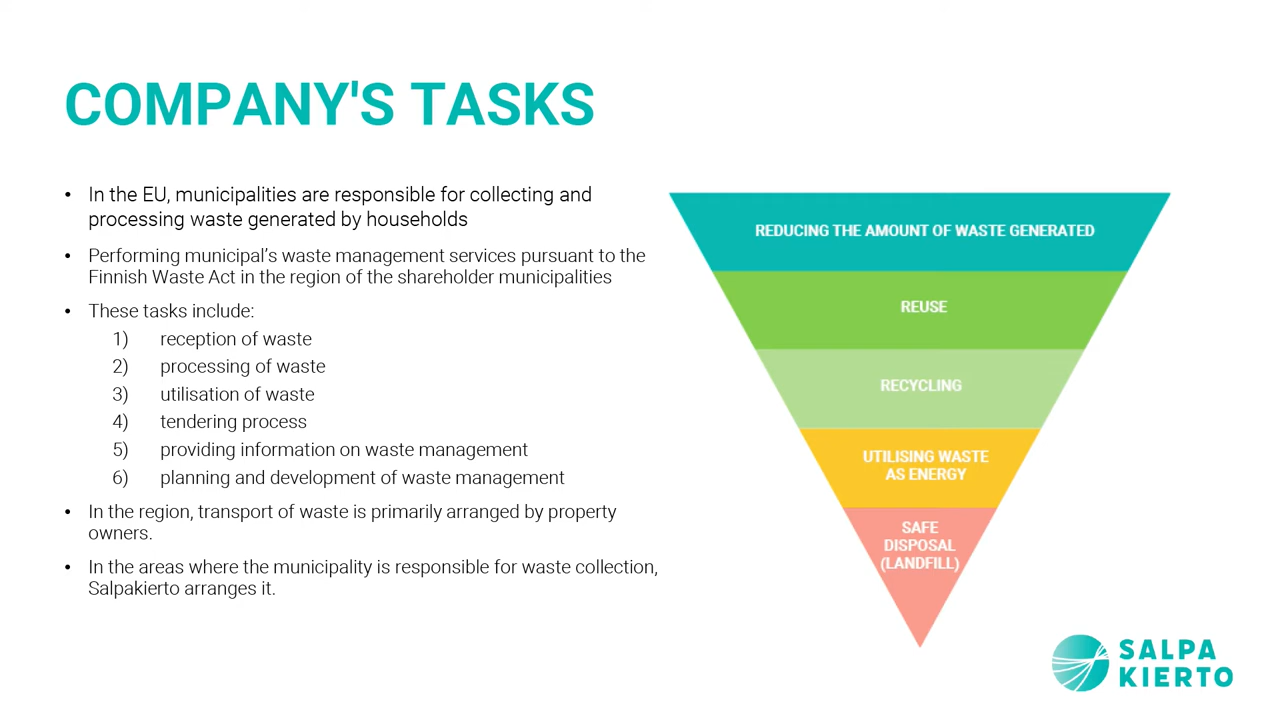 COMPANY'S TASKS
• In the EU, municipalities are responsible for collecting and
processing waste generated by households
• Performing municipal’s waste management services pursuant to the
Finnish Waste Act in the region of the shareholder municipalities
• These tasks include:
1) reception of waste
2) processing of waste
3) utilisation of waste
4) tendering process
5) providing information on waste management
6) planning and development of waste management
• In the region, transport of waste is primarily arranged by property
owners.
• In the areas where the municipality is responsible for waste collection,
Salpakierto arranges it.
REDUCING THE AMOUNT OF WASTE GENERATED
REUSE
RECYCLING
UTILISING WASTE
AS ENERGY
SAFE
DISPOSAL
(LANDFILL)
SALPA
KIERTO